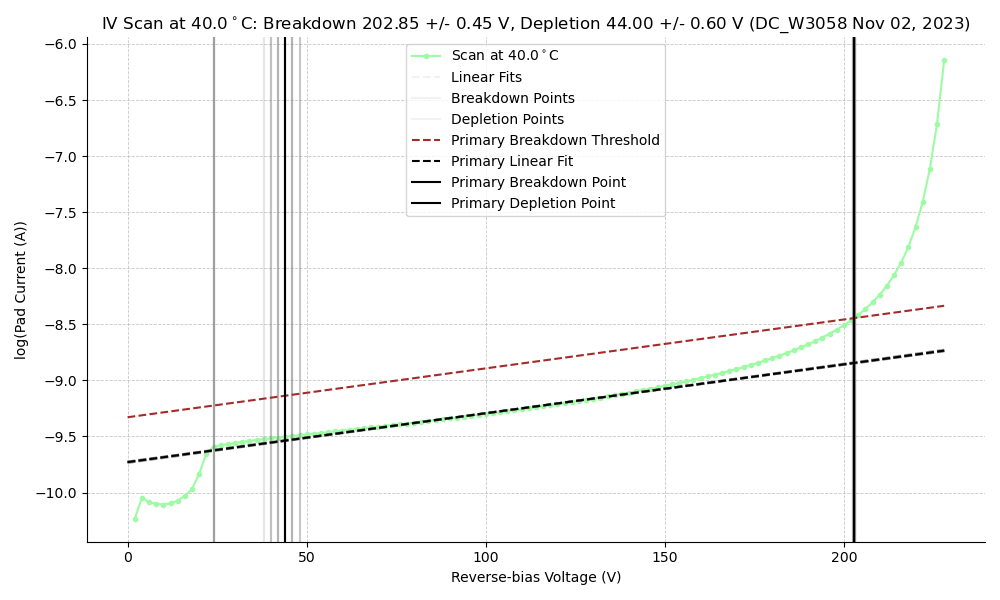 IV Scan at 40.0°C: Breakdown 202.85 +/- 0.45 V, Depletion 44.00 +/- 0.60 V (DC_W3058 Nov 02, 2023)
log(Pad Current (A))
−6.0
−6.5
−7.0
−7.5
−8.0
−8.5
−9.0
−9.5
−10.0
Scan at 40.0°C
Linear Fits
Breakdown Points
Depletion Points
Primary Breakdown Threshold
Primary Linear Fit
Primary Breakdown Point
Primary Depletion Point
0 50 100 150 200
Reverse-bias Voltage (V)